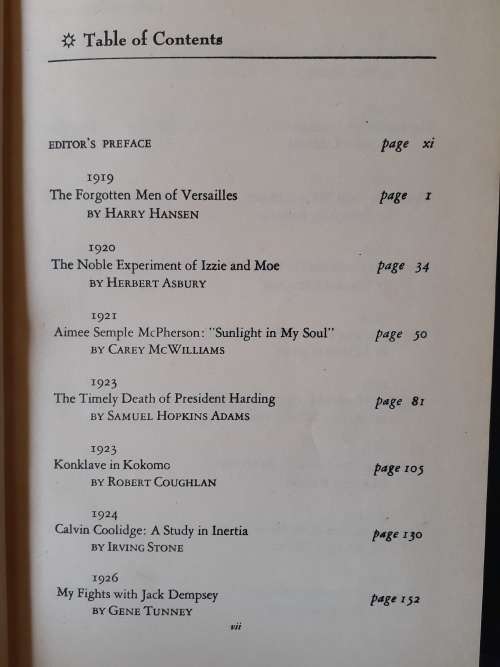 Table of Contents
EDITOR'S PREFACE page xi
1919
The Forgotten Men of Versailles page 1
BY HARRY HANSEN
1920
The Noble Experiment of Izzie and Moe page 34
BY HERBERT ASBURY
1921
Aimee Semple McPherson: "Sunlight in My Soul" page 50
BY CAREY MCWILLIAMS
1923
The Timely Death of President Harding page 81
BY SAMUEL HOPKINS ADAMS
1923
Konklave in Kokomo page 105
BY ROBERT COUGHLAN
1924
Calvin Coolidge: A Study in Inertia page 130
BY IRVING STONE
1926
My Fights with Jack Dempsey page 152
BY GENE TUNNEY
vii